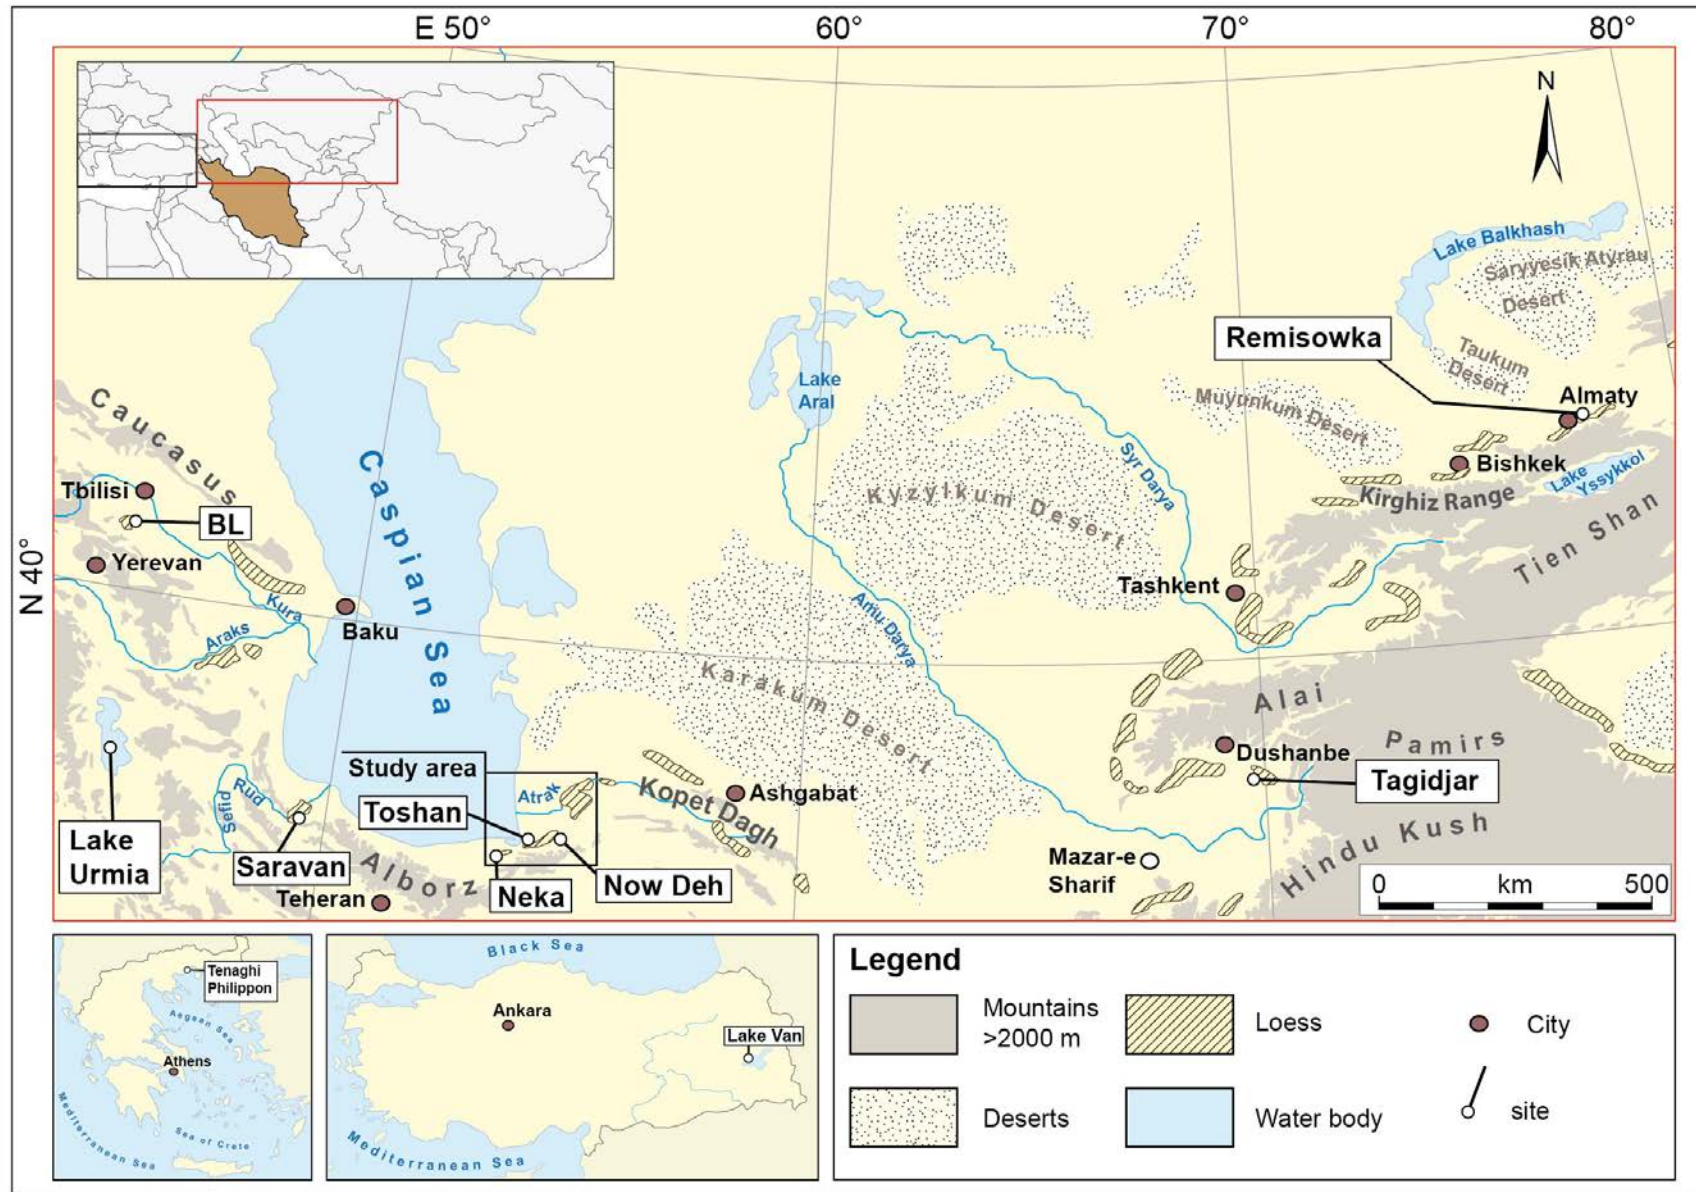 E 50°
60°
70°
80°
N
Lake Balkhash
Saryyesik Atyrau
Desert
Remisowka
Taukum
Desert
Almaty
Muyunkum Desert
Lake
Aral
Caucasus
Caspian Sea
Tbilisi
BL
Syr Darya
Bishkek
Lake
Yssykkol
Kirghiz Range
Kyzylkum Desert
Tien Shan
N 40°
Yerevan
Tashkent
Kura
Baku
Araks
Amu Darya
Karakum Desert
Alai
Pamirs
Dushanbe
Study area
Tagidjar
Rud
Sefid
Atrak
Kopet Dagh
Ashgabat
Toshan
Hindu Kush
Lake
Urmia
Saravan
Alborz
Neka
Now Deh
Mazar-e
Sharif
Teheran
0 km 500
Tenaghi
Philippon
Aegean Sea
Athens
Mediterranean Sea
Sea of Crete
Black Sea
Ankara
Lake Van
Mediterranean Sea
Legend
Mountains
>2000 m
Loess
City
Deserts
Water body
site